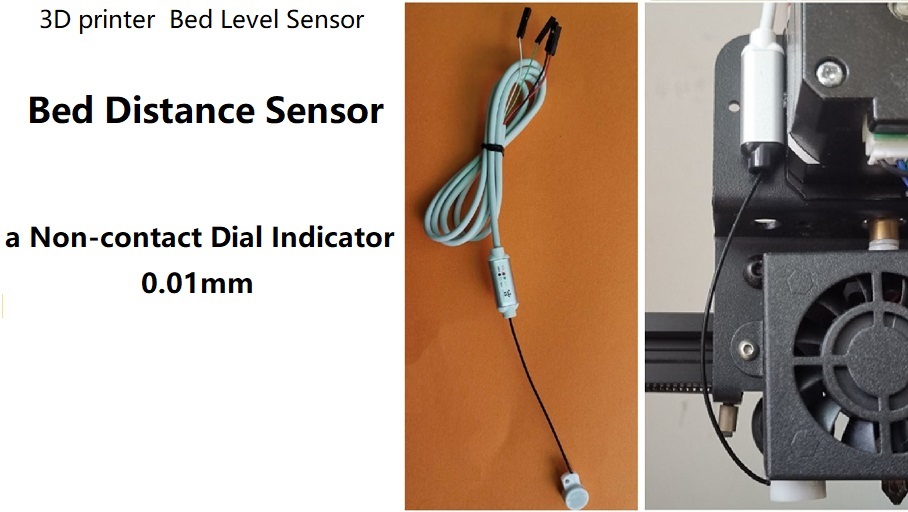 3D printer  Bed Level Sensor
Bed Distance Sensor
a Non-contact Dial Indicator
0.01mm